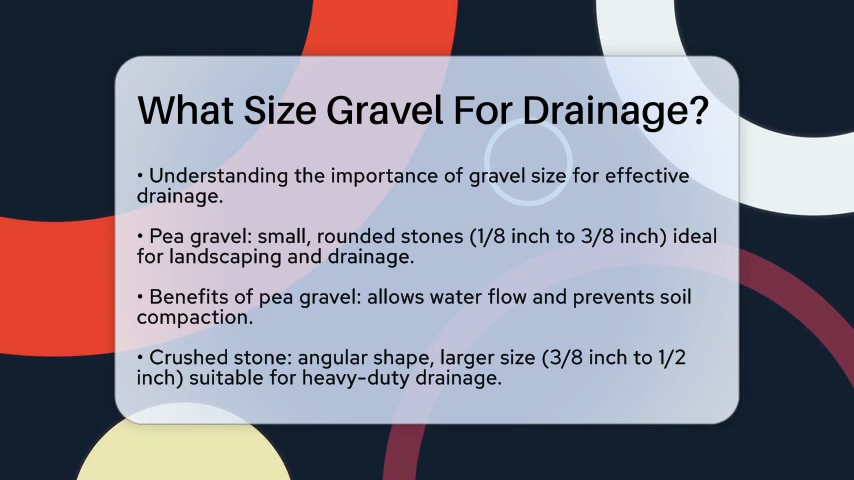 What Size Gravel For Drainage?
• Understanding the importance of gravel size for effective
drainage.
• Pea gravel: small, rounded stones (1/8 inch to 3/8 inch) ideal
for landscaping and drainage.
• Benefits of pea gravel: allows water flow and prevents soil
compaction.
• Crushed stone: angular shape, larger size (3/8 inch to 1/2
inch) suitable for heavy-duty drainage.